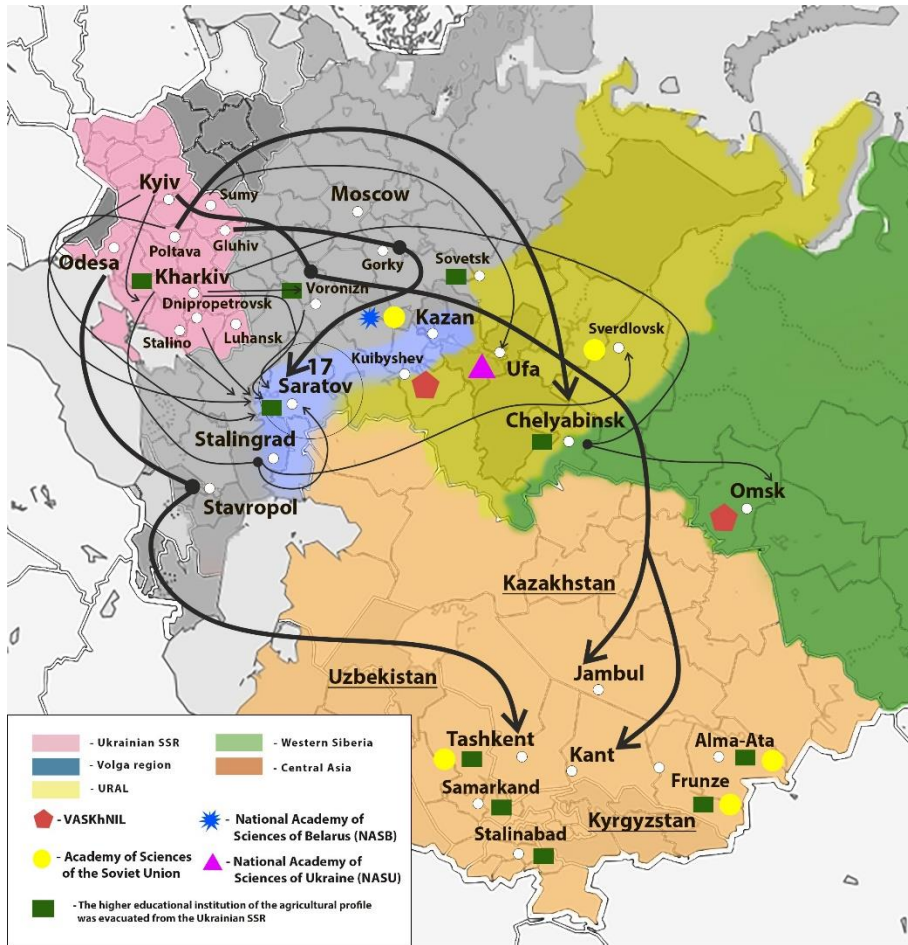 Kyiv
Sumy
Moscow
Poltava
Gluhiv
Odesa
Gorky
Sovetsk
Kharkiv
Voronizh
Dnipropetrovsk
Kazan
Sverdlovsk
Stalino
Luhansk
Kuibyshev
Ufa
17
Saratov
Chelyabinsk
Stalingrad
Omsk
Stavropol
Kazakhstan
Uzbekistan
Jambul
Tashkent
Kant
Alma-Ata
Samarkand
Frunze
Stalinabad
Kyrgyzstan
- Ukrainian SSR
- Western Siberia
- Volga region
- Central Asia
- URAL
- VASKhNIL
- National Academy of
Sciences of Belarus (NASB)
- Academy of Sciences
of the Soviet Union
- National Academy of
Sciences of Ukraine (NASU)
- The higher educational institution of the agricultural profile
was evacuated from the Ukrainian SSR